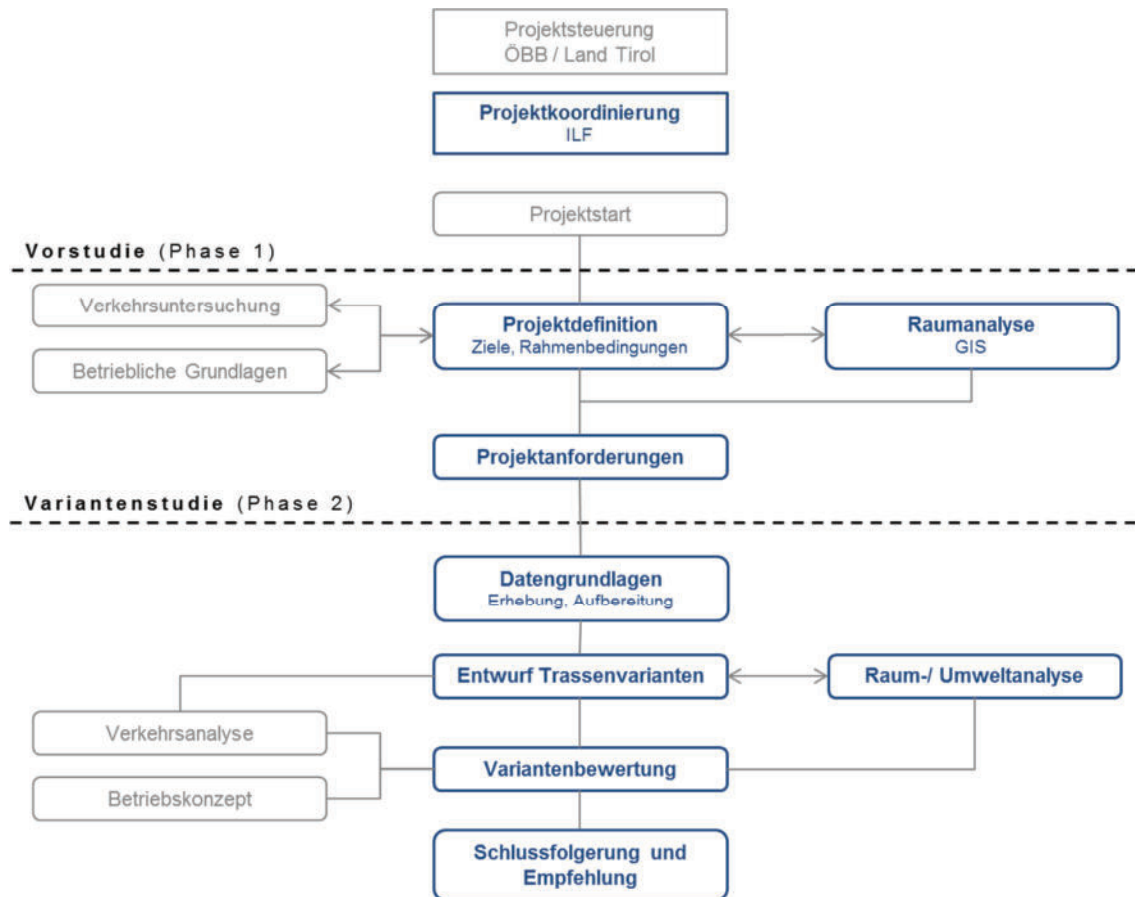 Projektsteuerung
ÖBB / Land Tirol
Projektkoordinierung
ILF
Projektstart
Vorstudie (Phase 1)
Verkehrsuntersuchung
Betriebliche Grundlagen
Projektdefinition
Ziele, Rahmenbedingungen
Raumanalyse
GIS
Projektanforderungen
Variantenstudie (Phase 2)
Datengrundlagen
Erhebung, Aufbereitung
Entwurf Trassenvarianten
Raum-/ Umweltanalyse
Verkehrsanalyse
Betriebskonzept
Variantenbewertung
Schlussfolgerung und
Empfehlung